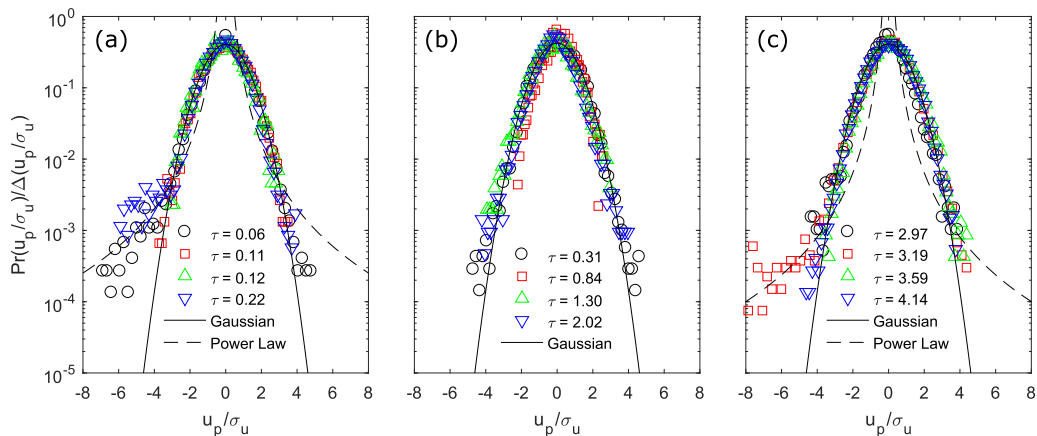 (a)
(b)
(c)
Pr(u_p/σ_u)/Δ(u_p/σ_u)
10^0
10^-1
10^-2
10^-3
10^-4
10^-5
τ = 0.06
τ = 0.11
τ = 0.12
τ = 0.22
Gaussian
Power Law
-8 -6 -4 -2 0 2 4 6 8
u_p/σ_u
τ = 0.31
τ = 0.84
τ = 1.30
τ = 2.02
Gaussian
-8 -6 -4 -2 0 2 4 6 8
u_p/σ_u
τ = 2.97
τ = 3.19
τ = 3.59
τ = 4.14
Gaussian
Power Law
-8 -6 -4 -2 0 2 4 6 8
u_p/σ_u